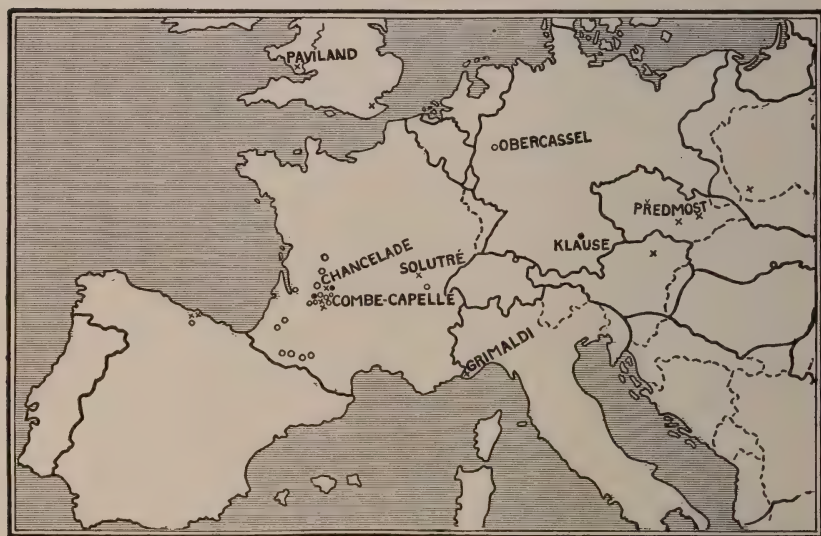 PAVILAND
OBERCASSEL
PŘEDMOST
KLAUSE
CHANCELADE
SOLUTRÉ
COMBE-CAPELLE
GRIMALDI